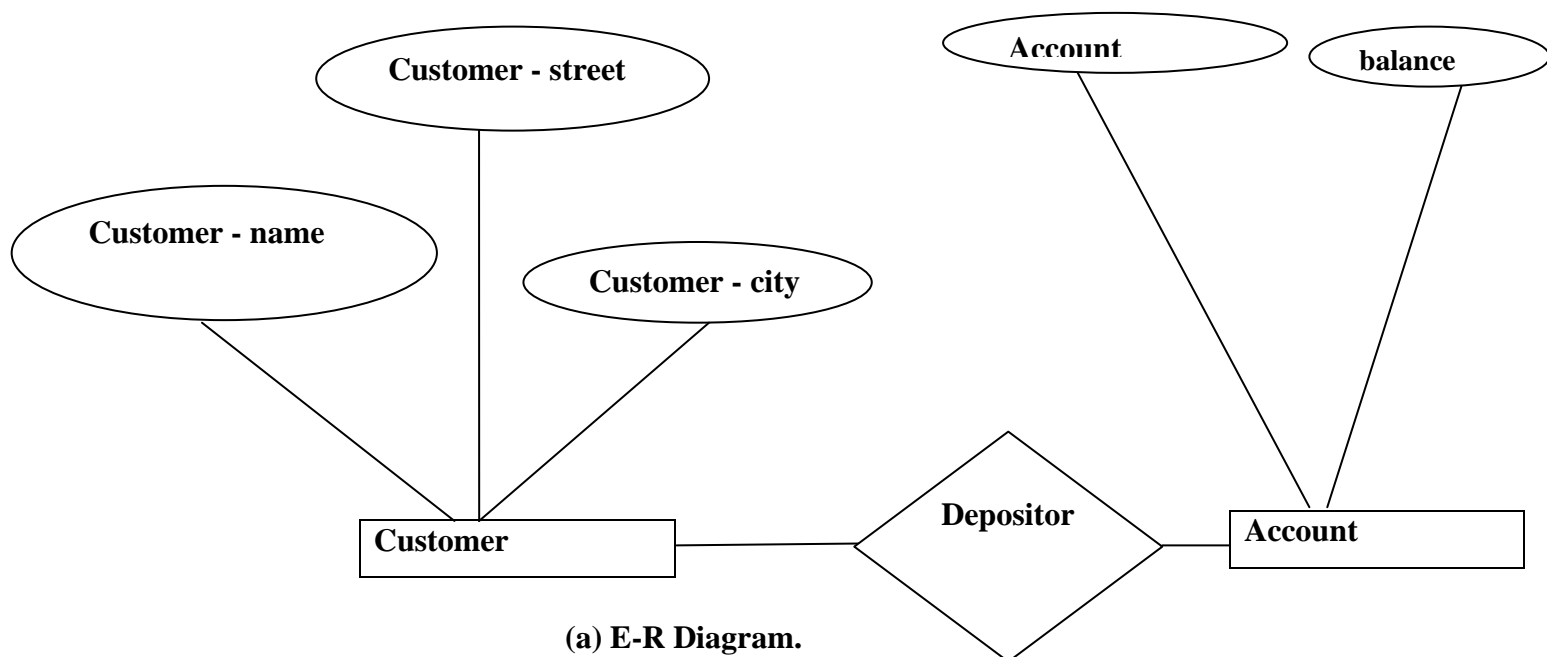 Account
balance
Customer - street
Customer - name
Customer - city
Depositor
Customer
Account
(a) E-R Diagram.